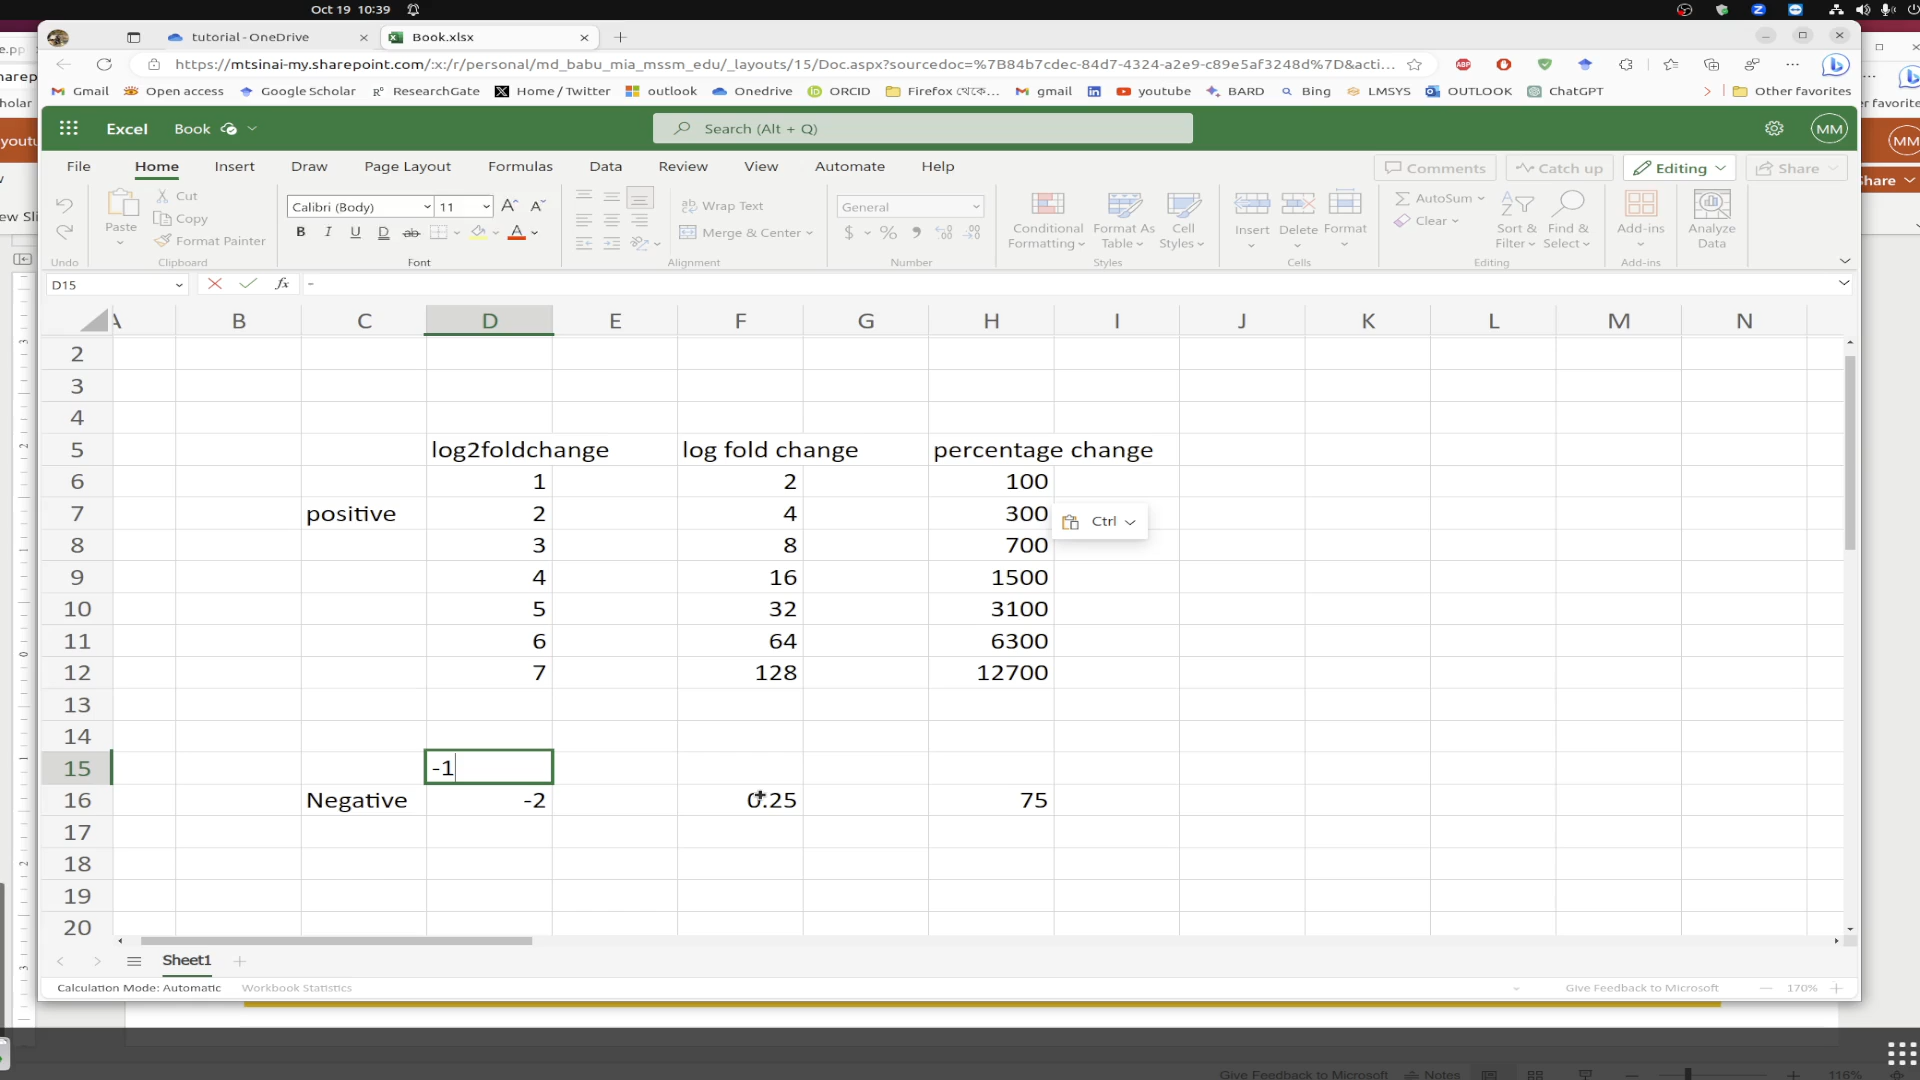 Oct 19 10:39
tutorial - OneDrive
Book.xlsx
https://mtsinai-my.sharepoint.com/:x:/r/personal/md_babu_mia_mssm_edu/_layouts/15/Doc.aspx?sourcedoc=%7B84b7cdec-84d7-4324-a2e9-c89e5af3248d%7D&acti...
Gmail Open access Google Scholar ResearchGate Home / Twitter outlook Onedrive ORCID Firefox থেকে... gmail youtube BARD Bing LMSYS OUTLOOK ChatGPT Other favorites
Excel Book Search (Alt + Q) MM
File Home Insert Draw Page Layout Formulas Data Review View Automate Help Comments Catch up Editing Share
Cut
Copy
Format Painter
Paste
Undo Clipboard
Calibri (Body) 11
B I U D ab A
Font
Wrap Text
Merge & Center
Alignment
General
$ %
Number
Conditional Formatting
Format As Table
Cell Styles
Styles
Insert Delete Format
Cells
AutoSum
Clear
Sort & Filter
Find & Select
Editing
Add-ins
Add-ins
Analyze Data
D15 fx -
A B C D E F G H I J K L M N
2
3
4
5 log2foldchange log fold change percentage change
6 1 2 100
7 positive 2 4 300 Ctrl
8 3 8 700
9 4 16 1500
10 5 32 3100
11 6 64 6300
12 7 128 12700
13
14
15 -1
16 Negative -2 0.25 75
17
18
19
20
Sheet1
Calculation Mode: Automatic Workbook Statistics Give Feedback to Microsoft 170%
Give Feedback to Microsoft Notes 116%